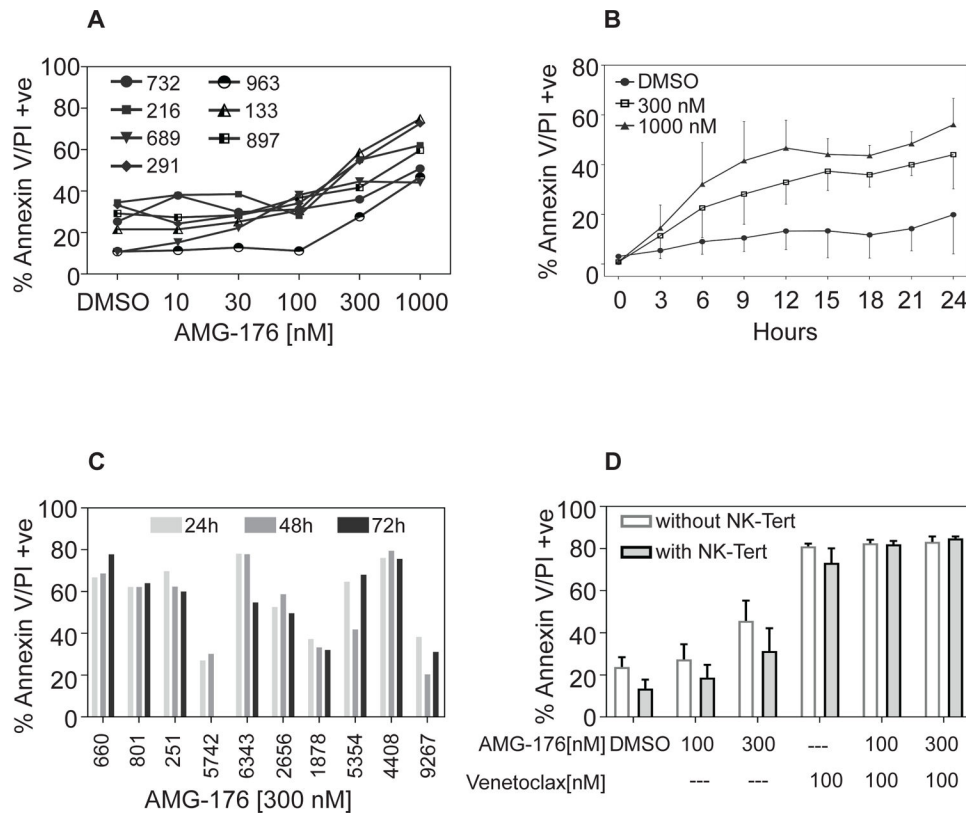 A
% Annexin V/PI +ve
100
80
60
40
20
0
732
216
689
291
963
133
897
DMSO 10 30 100 300 1000
AMG-176 [nM]
B
% Annexin V/PI +ve
80
60
40
20
0
DMSO
300 nM
1000 nM
0 3 6 9 12 15 18 21 24
Hours
C
% Annexin V/PI +ve
100
80
60
40
20
0
24h 48h 72h
660 801 251 5742 6343 2656 1878 5354 4408 9267
AMG-176 [300 nM]
D
% Annexin V/PI +ve
100
80
60
40
20
0
without NK-Tert
with NK-Tert
AMG-176[nM] DMSO 100 300 --- 100 300
Venetoclax[nM] --- --- 100 100 100